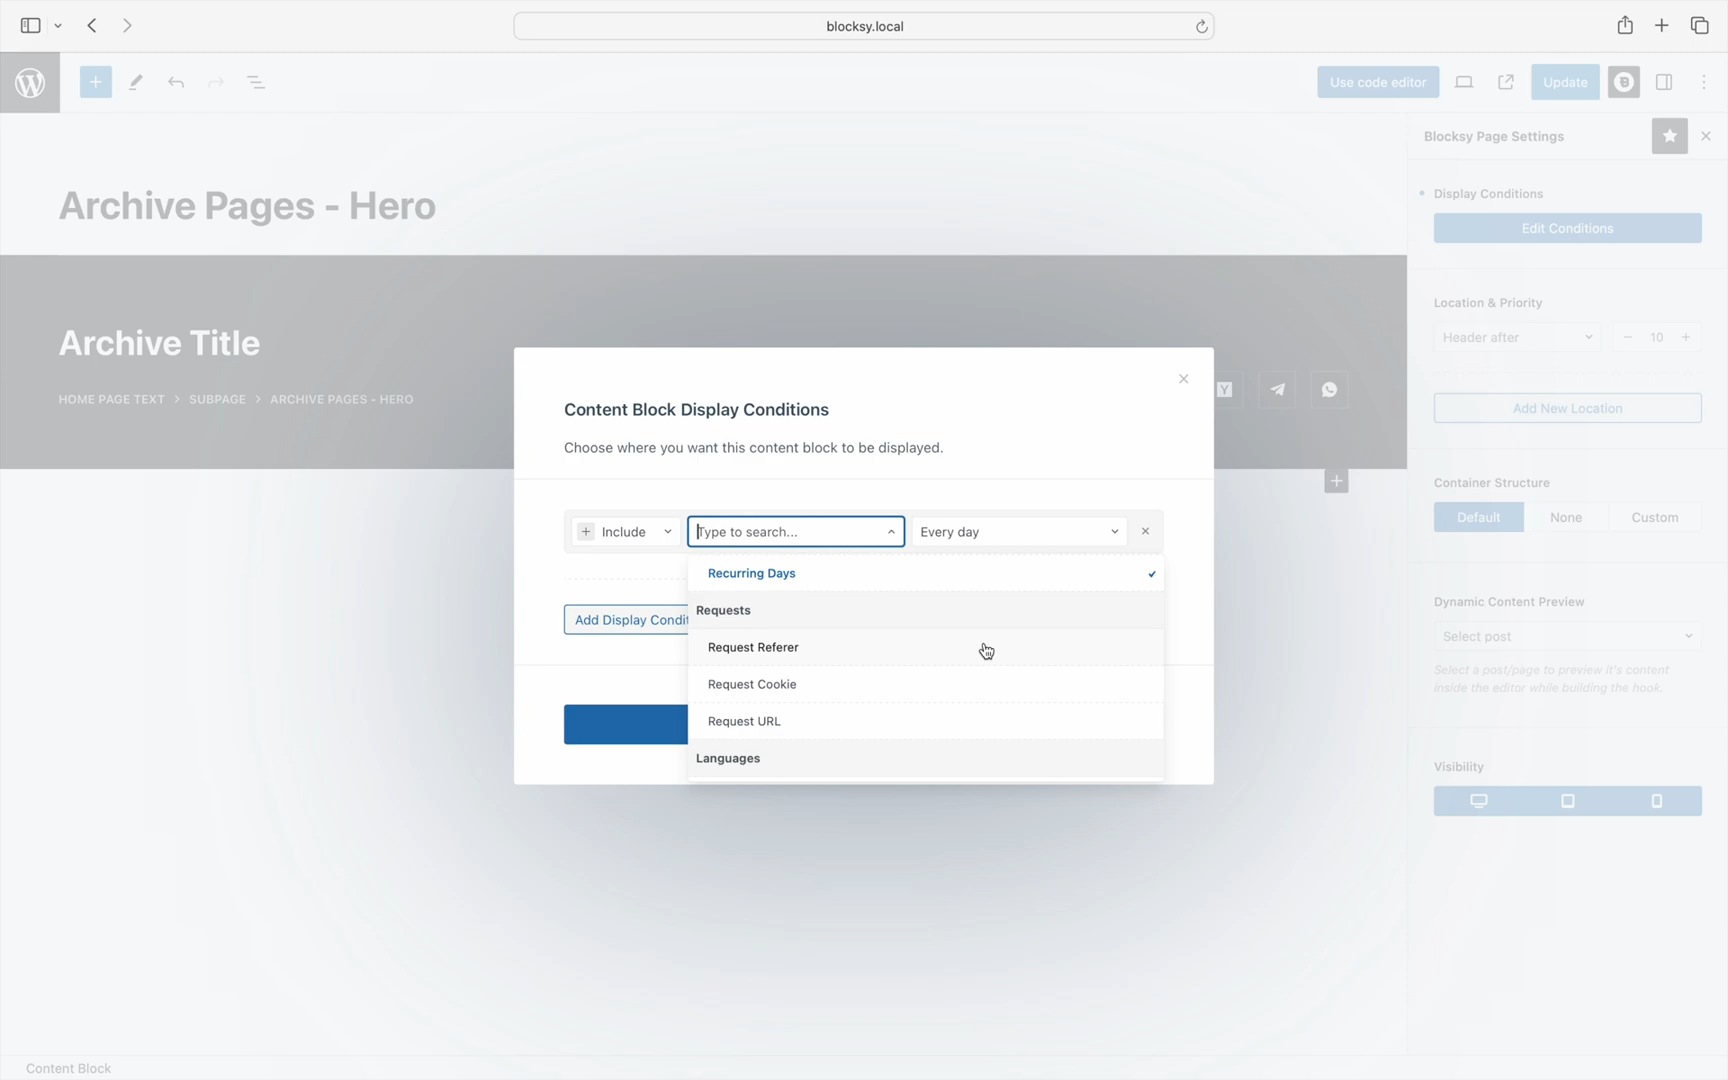 blocksy.local
Use code editor
Update
Blocksy Page Settings
Archive Pages - Hero
Display Conditions
Edit Conditions
Location & Priority
Header after
10
Archive Title
HOME PAGE TEXT > SUBPAGE > ARCHIVE PAGES - HERO
Add New Location
Content Block Display Conditions
Choose where you want this content block to be displayed.
Container Structure
Default
None
Custom
Include
Type to search...
Every day
Recurring Days
Requests
Add Display Condit
Request Referer
Request Cookie
Request URL
Languages
Dynamic Content Preview
Select post
Select a post/page to preview it's content
inside the editor while building the hook.
Visibility
Content Block